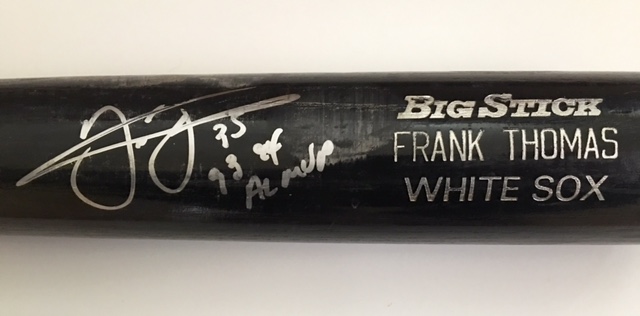 35
93 94
AL MVP
BIG STICK
FRANK THOMAS
WHITE SOX